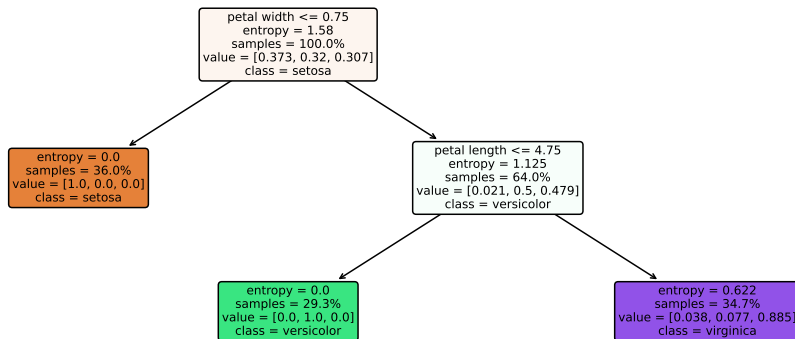 petal width <= 0.75
entropy = 1.58
samples = 100.0%
value = [0.373, 0.32, 0.307]
class = setosa
entropy = 0.0
samples = 36.0%
value = [1.0, 0.0, 0.0]
class = setosa
petal length <= 4.75
entropy = 1.125
samples = 64.0%
value = [0.021, 0.5, 0.479]
class = versicolor
entropy = 0.0
samples = 29.3%
value = [0.0, 1.0, 0.0]
class = versicolor
entropy = 0.622
samples = 34.7%
value = [0.038, 0.077, 0.885]
class = virginica